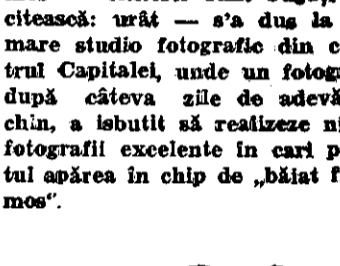 citească: urât — s'a dus la
mare studio fotografic din c
trul Capitalei, unde un fotog
după câteva zile de adevă
chin, a isbutit să realizeze ni
fotografii excelente în cari p
tul apărea în chip de „băiat f
mos".